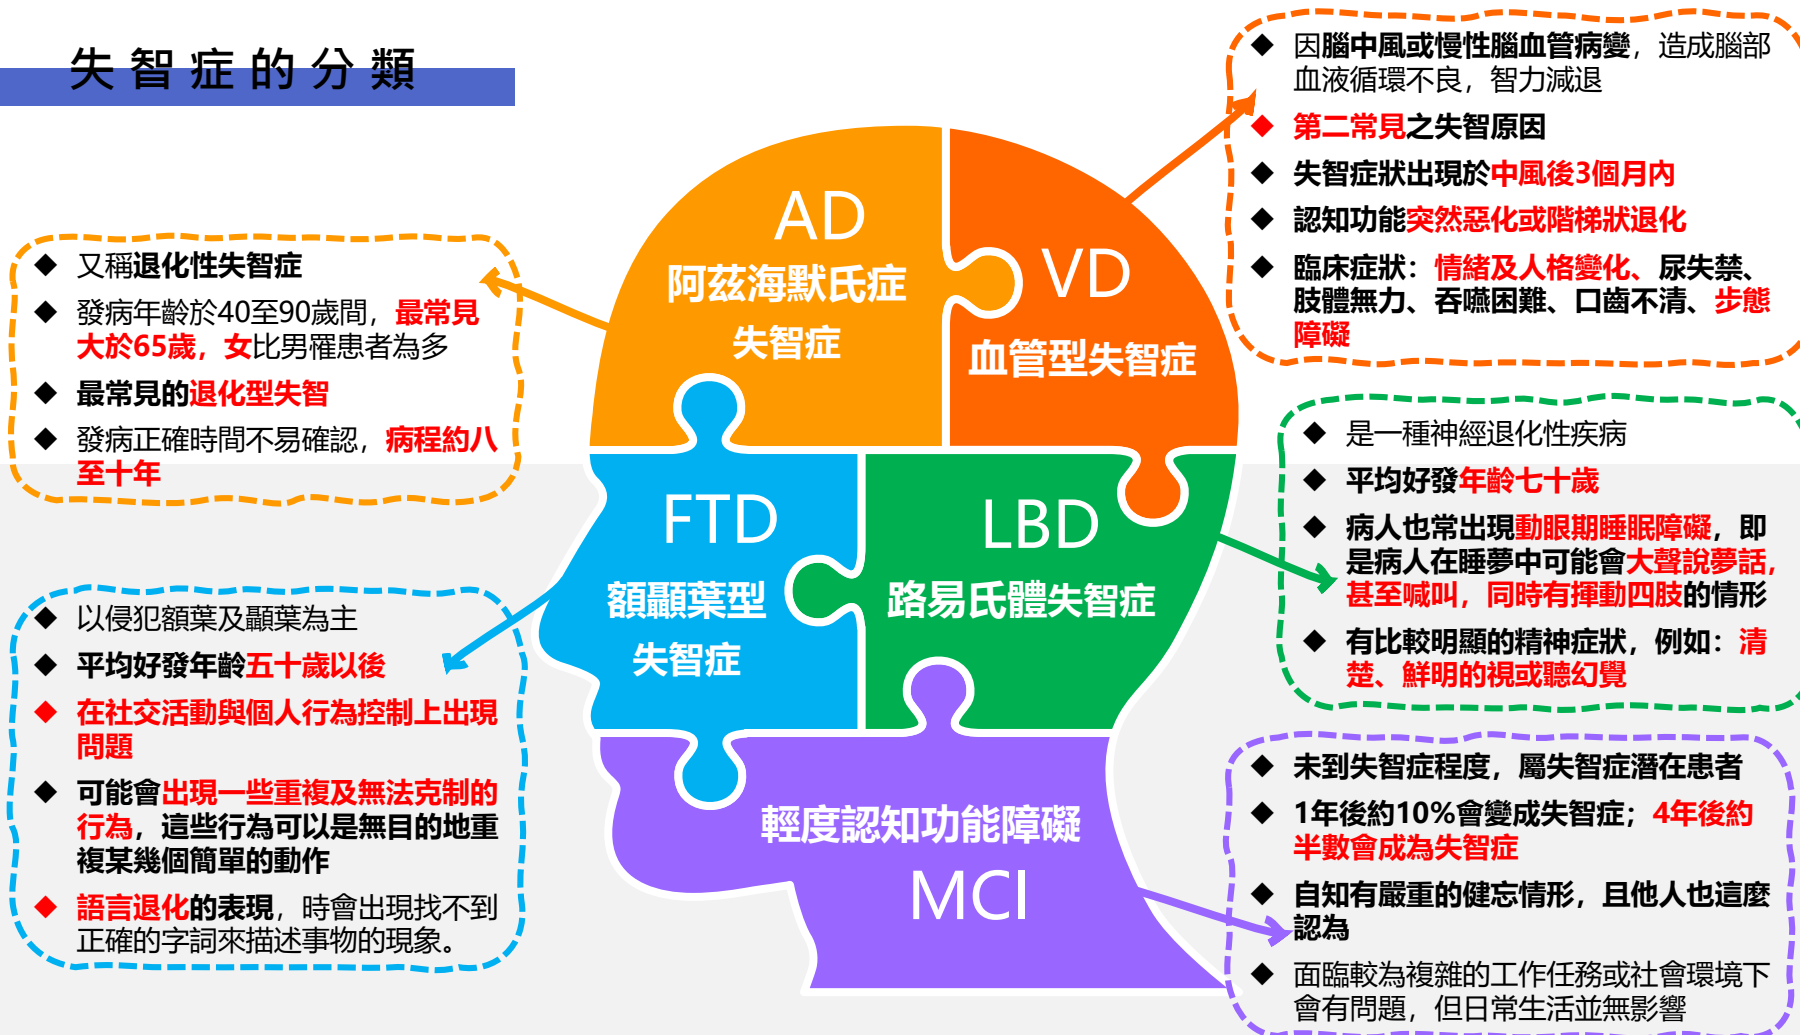 失智症的分類
AD
阿茲海默氏症
失智症
VD
血管型失智症
FTD
額顳葉型
失智症
LBD
路易氏體失智症
輕度認知功能障礙
MCI
◆ 又稱退化性失智症
◆ 發病年齡於40至90歲間，最常見
大於65歲，女比男罹患者為多
◆ 最常見的退化型失智
◆ 發病正確時間不易確認，病程約八
至十年
◆ 以侵犯額葉及顳葉為主
◆ 平均好發年齡五十歲以後
◆ 在社交活動與個人行為控制上出現
問題
◆ 可能會出現一些重複及無法克制的
行為，這些行為可以是無目的地重
複某幾個簡單的動作
◆ 語言退化的表現，時會出現找不到
正確的字詞來描述事物的現象。
◆ 因腦中風或慢性腦血管病變，造成腦部
血液循環不良，智力減退
◆ 第二常見之失智原因
◆ 失智症狀出現於中風後3個月內
◆ 認知功能突然惡化或階梯狀退化
◆ 臨床症狀：情緒及人格變化、尿失禁、
肢體無力、吞嚥困難、口齒不清、步態
障礙
◆ 是一種神經退化性疾病
◆ 平均好發年齡七十歲
◆ 病人也常出現動眼期睡眠障礙，即
是病人在睡夢中可能會大聲說夢話，
甚至喊叫，同時有揮動四肢的情形
◆ 有比較明顯的精神症狀，例如：清
楚、鮮明的視或聽幻覺
◆ 未到失智症程度，屬失智症潛在患者
◆ 1年後約10%會變成失智症；4年後約
半數會成為失智症
◆ 自知有嚴重的健忘情形，且他人也這麼
認為
◆ 面臨較為複雜的工作任務或社會環境下
會有問題，但日常生活並無影響